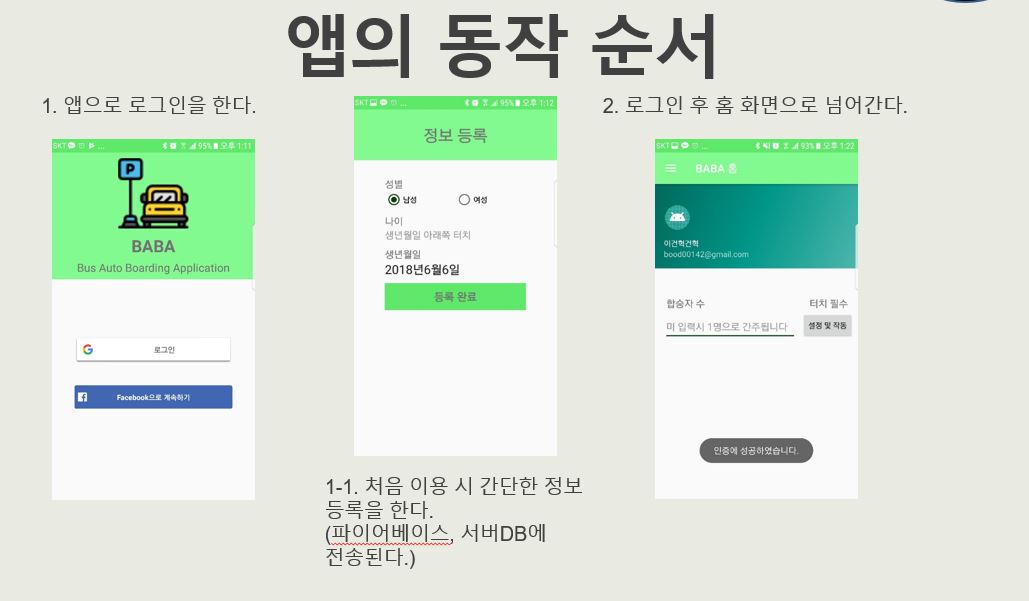 앱의 동작 순서
1. 앱으로 로그인을 한다.
SKT ... 95% 오후 1:11
P
BABA
Bus Auto Boarding Application
G 로그인
f Facebook으로 계속하기
SKT ... 95% 오후 1:12
정보 등록
성별
남성 여성
나이
생년월일 아래쪽 터치
생년월일
2018년6월6일
등록 완료
1-1. 처음 이용 시 간단한 정보
등록을 한다.
(파이어베이스, 서버DB에
전송된다.)
2. 로그인 후 홈 화면으로 넘어간다.
SKT ... 93% 오후 1:22
BABA 홈
이건혁건혁
bood00142@gmail.com
합승자 수 터치 필수
미 입력시 1명으로 간주됩니다 설정 및 작동
인증에 성공하였습니다.